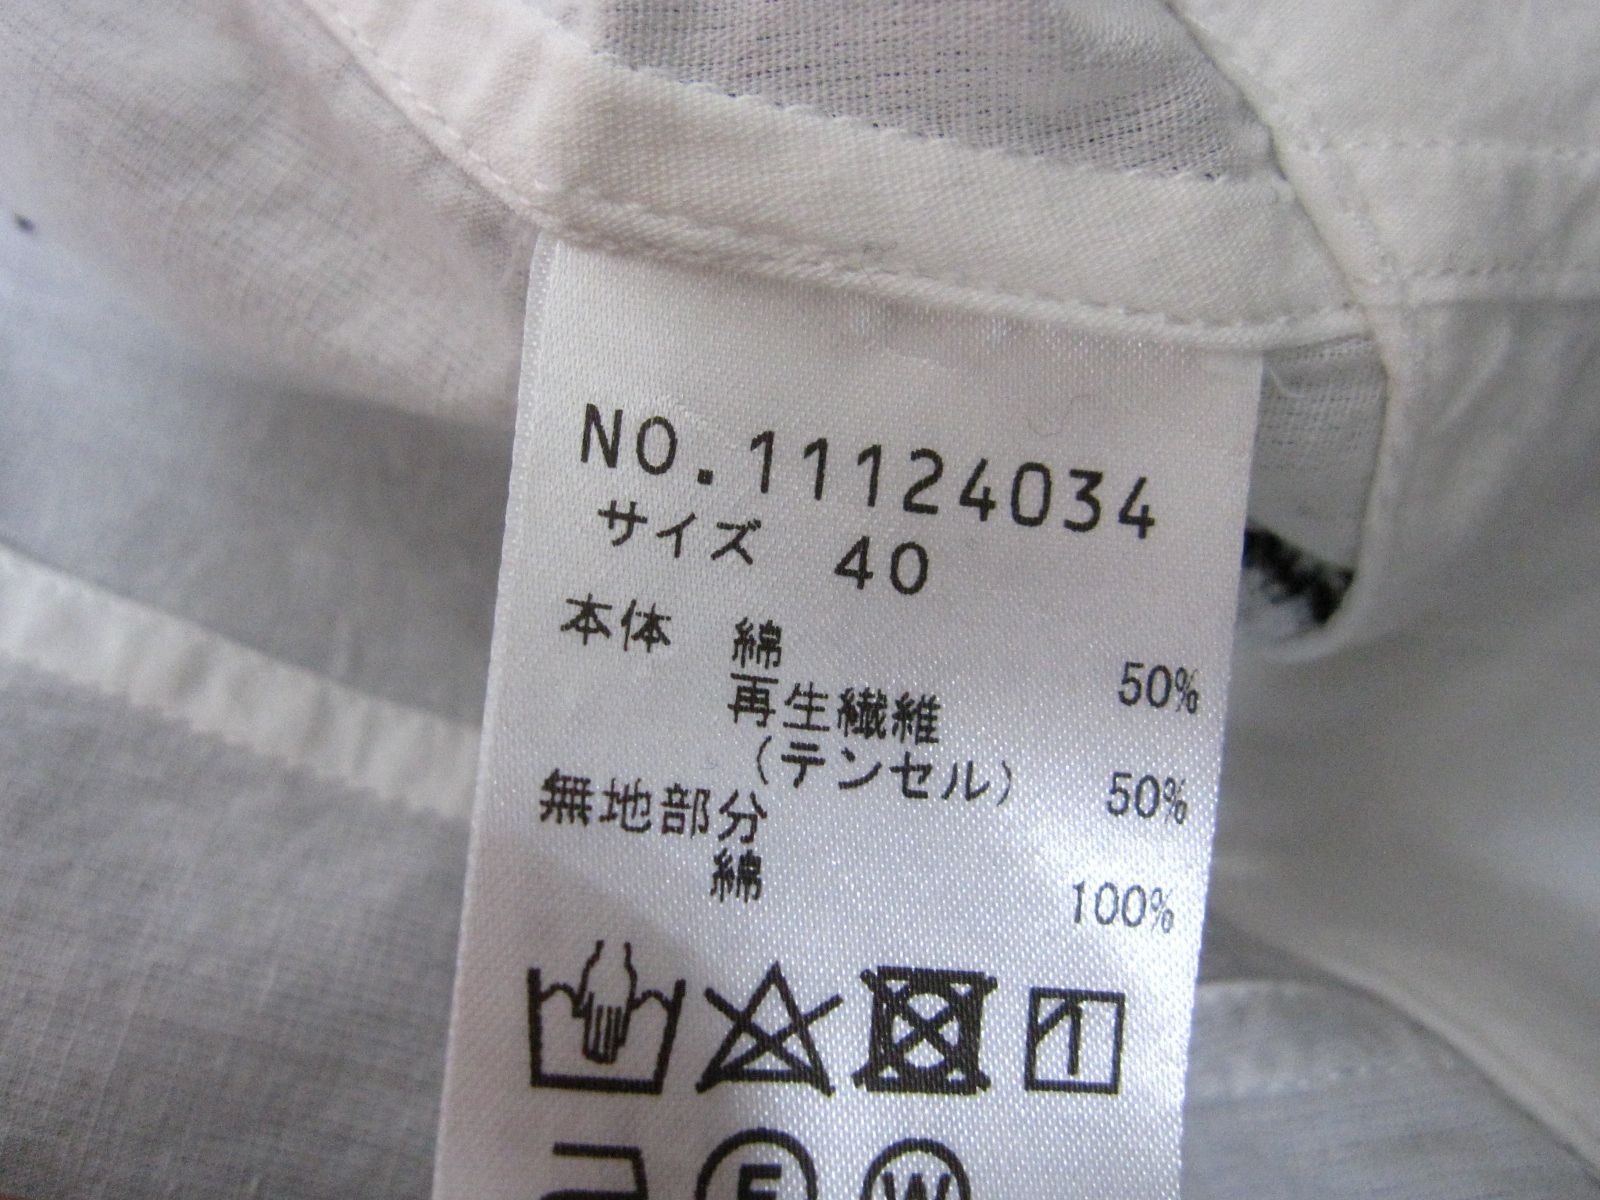 NO.11124034
サイズ 40
本体 綿 50%
再生繊維
(テンセル) 50%
無地部分
綿 100%
F W